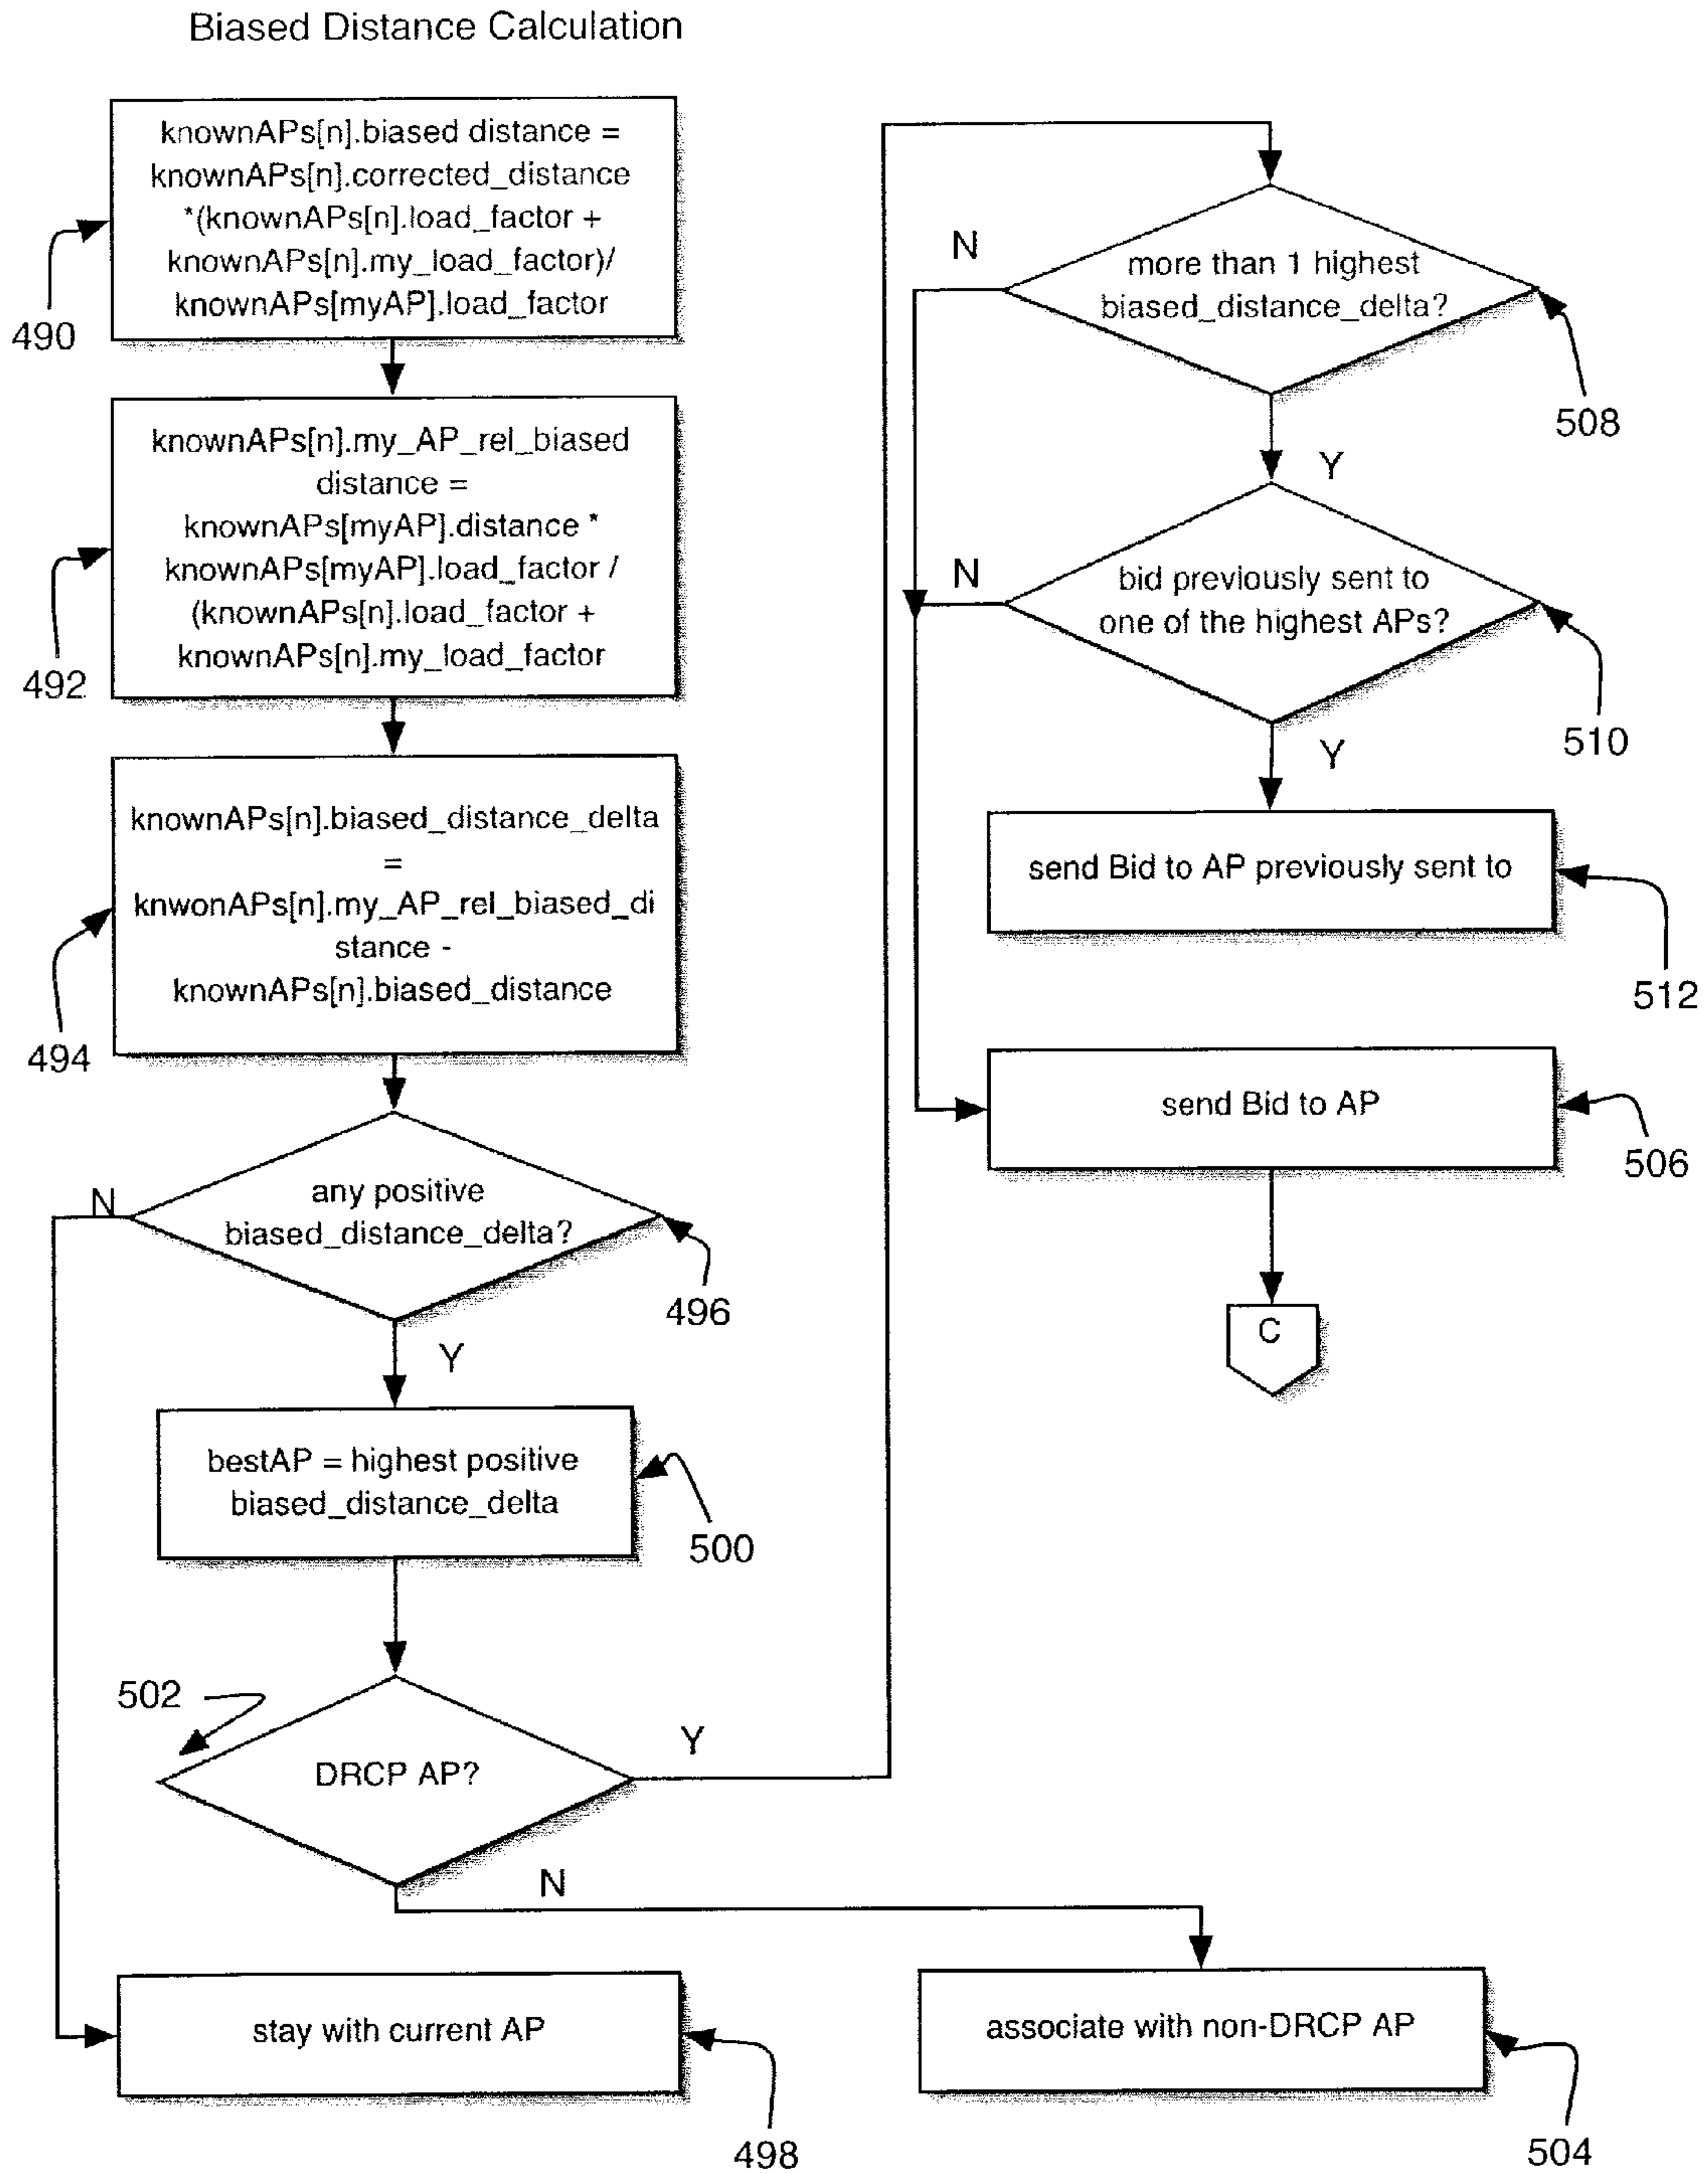 Biased Distance Calculation
knownAPs[n].biased distance =
knownAPs[n].corrected_distance
*(knownAPs[n].load_factor +
knownAPs[n].my_load_factor)/
knownAPs[myAP].load_factor
490
knownAPs[n].my_AP_rel_biased
distance =
knownAPs[myAP].distance *
knownAPs[myAP].load_factor /
(knownAPs[n].load_factor +
knownAPs[n].my_load_factor
492
knownAPs[n].biased_distance_delta
=
knwonAPs[n].my_AP_rel_biased_di
stance -
knownAPs[n].biased_distance
494
N
any positive
biased_distance_delta?
496
Y
bestAP = highest positive
biased_distance_delta
500
502
DRCP AP?
Y
N
stay with current AP
498
associate with non-DRCP AP
504
N
more than 1 highest
biased_distance_delta?
508
Y
N
bid previously sent to
one of the highest APs?
510
Y
send Bid to AP previously sent to
512
send Bid to AP
506
C